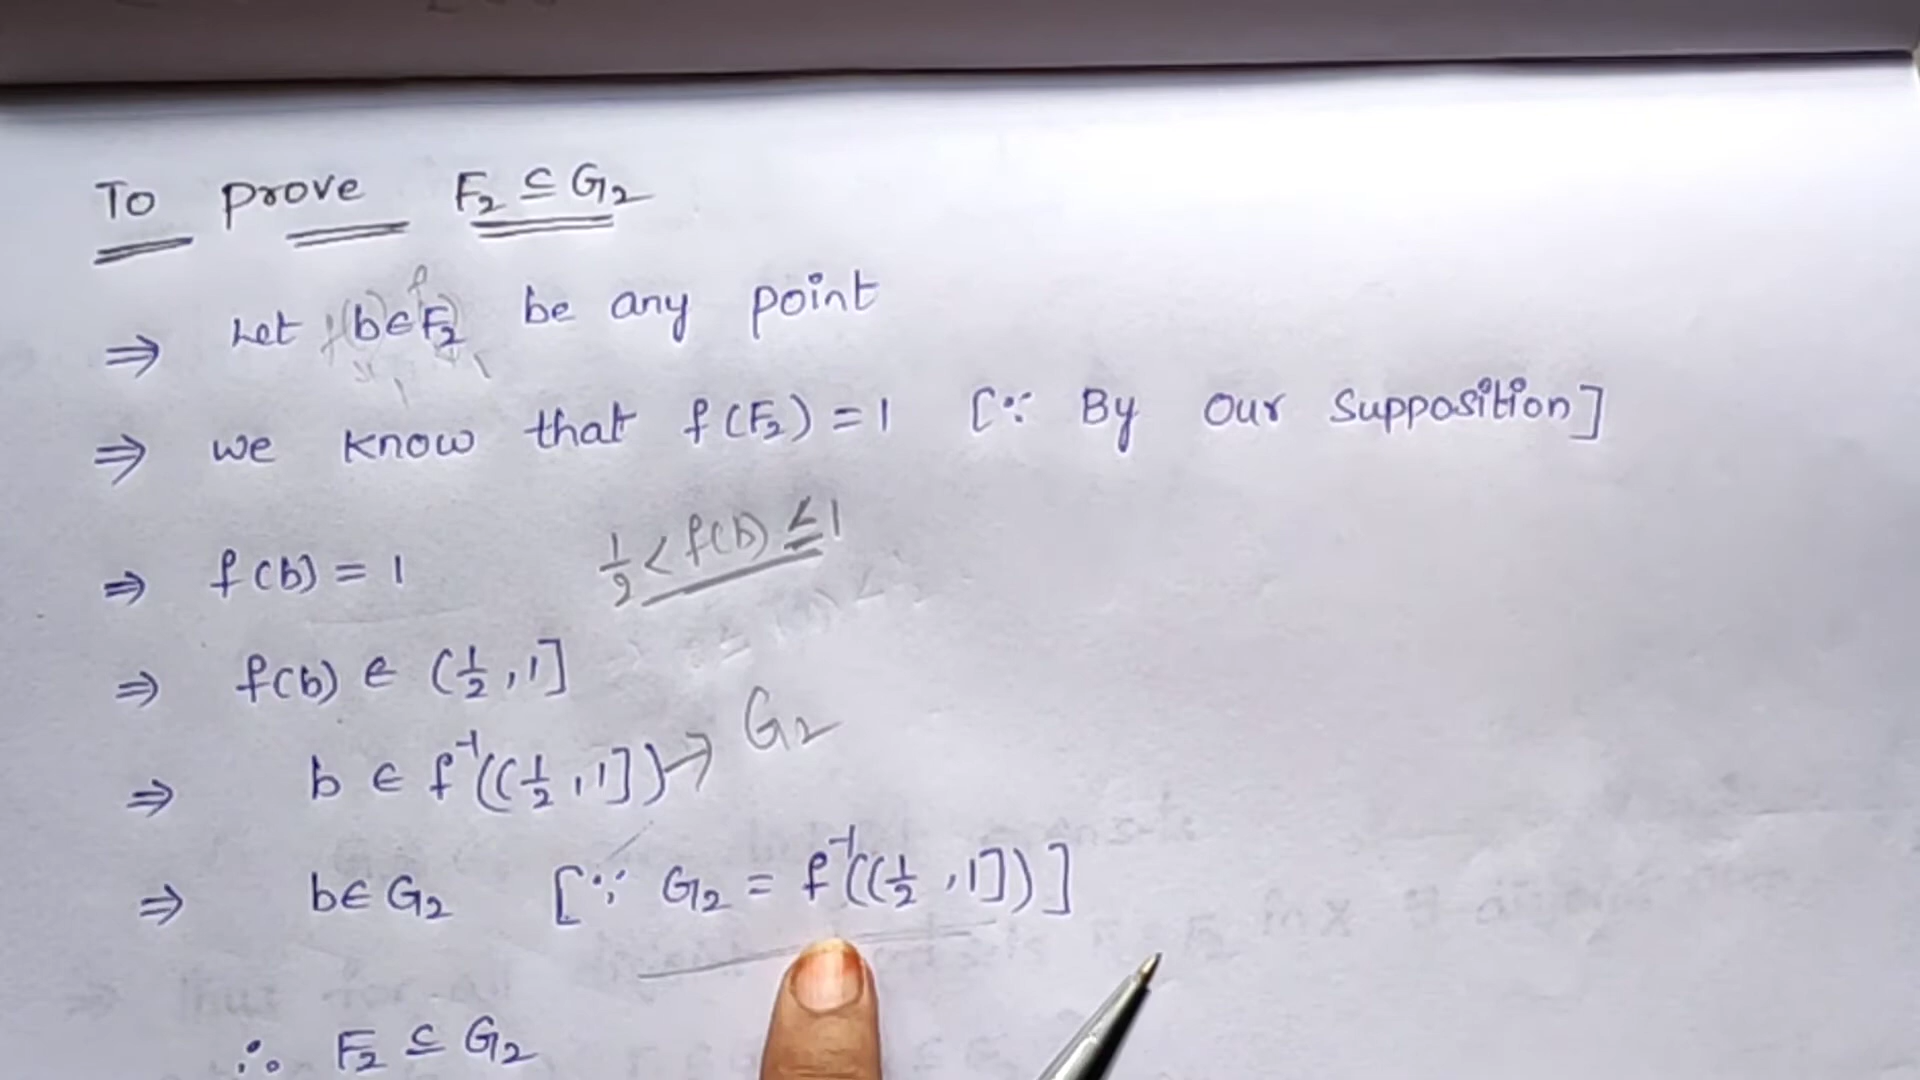 To prove F₂ ⊆ G₂
⇒ Let b∈F₂ be any point
⇒ we know that f(F₂) = 1 [∵ By Our Supposition]
⇒ f(b) = 1 1/2 < f(b) ≤ 1
⇒ f(b) ∈ (1/2, 1]
⇒ b ∈ f⁻¹((1/2, 1]) → G₂
⇒ b∈ G₂ [∵ G₂ = f⁻¹((1/2, 1])]
∴ F₂ ⊆ G₂